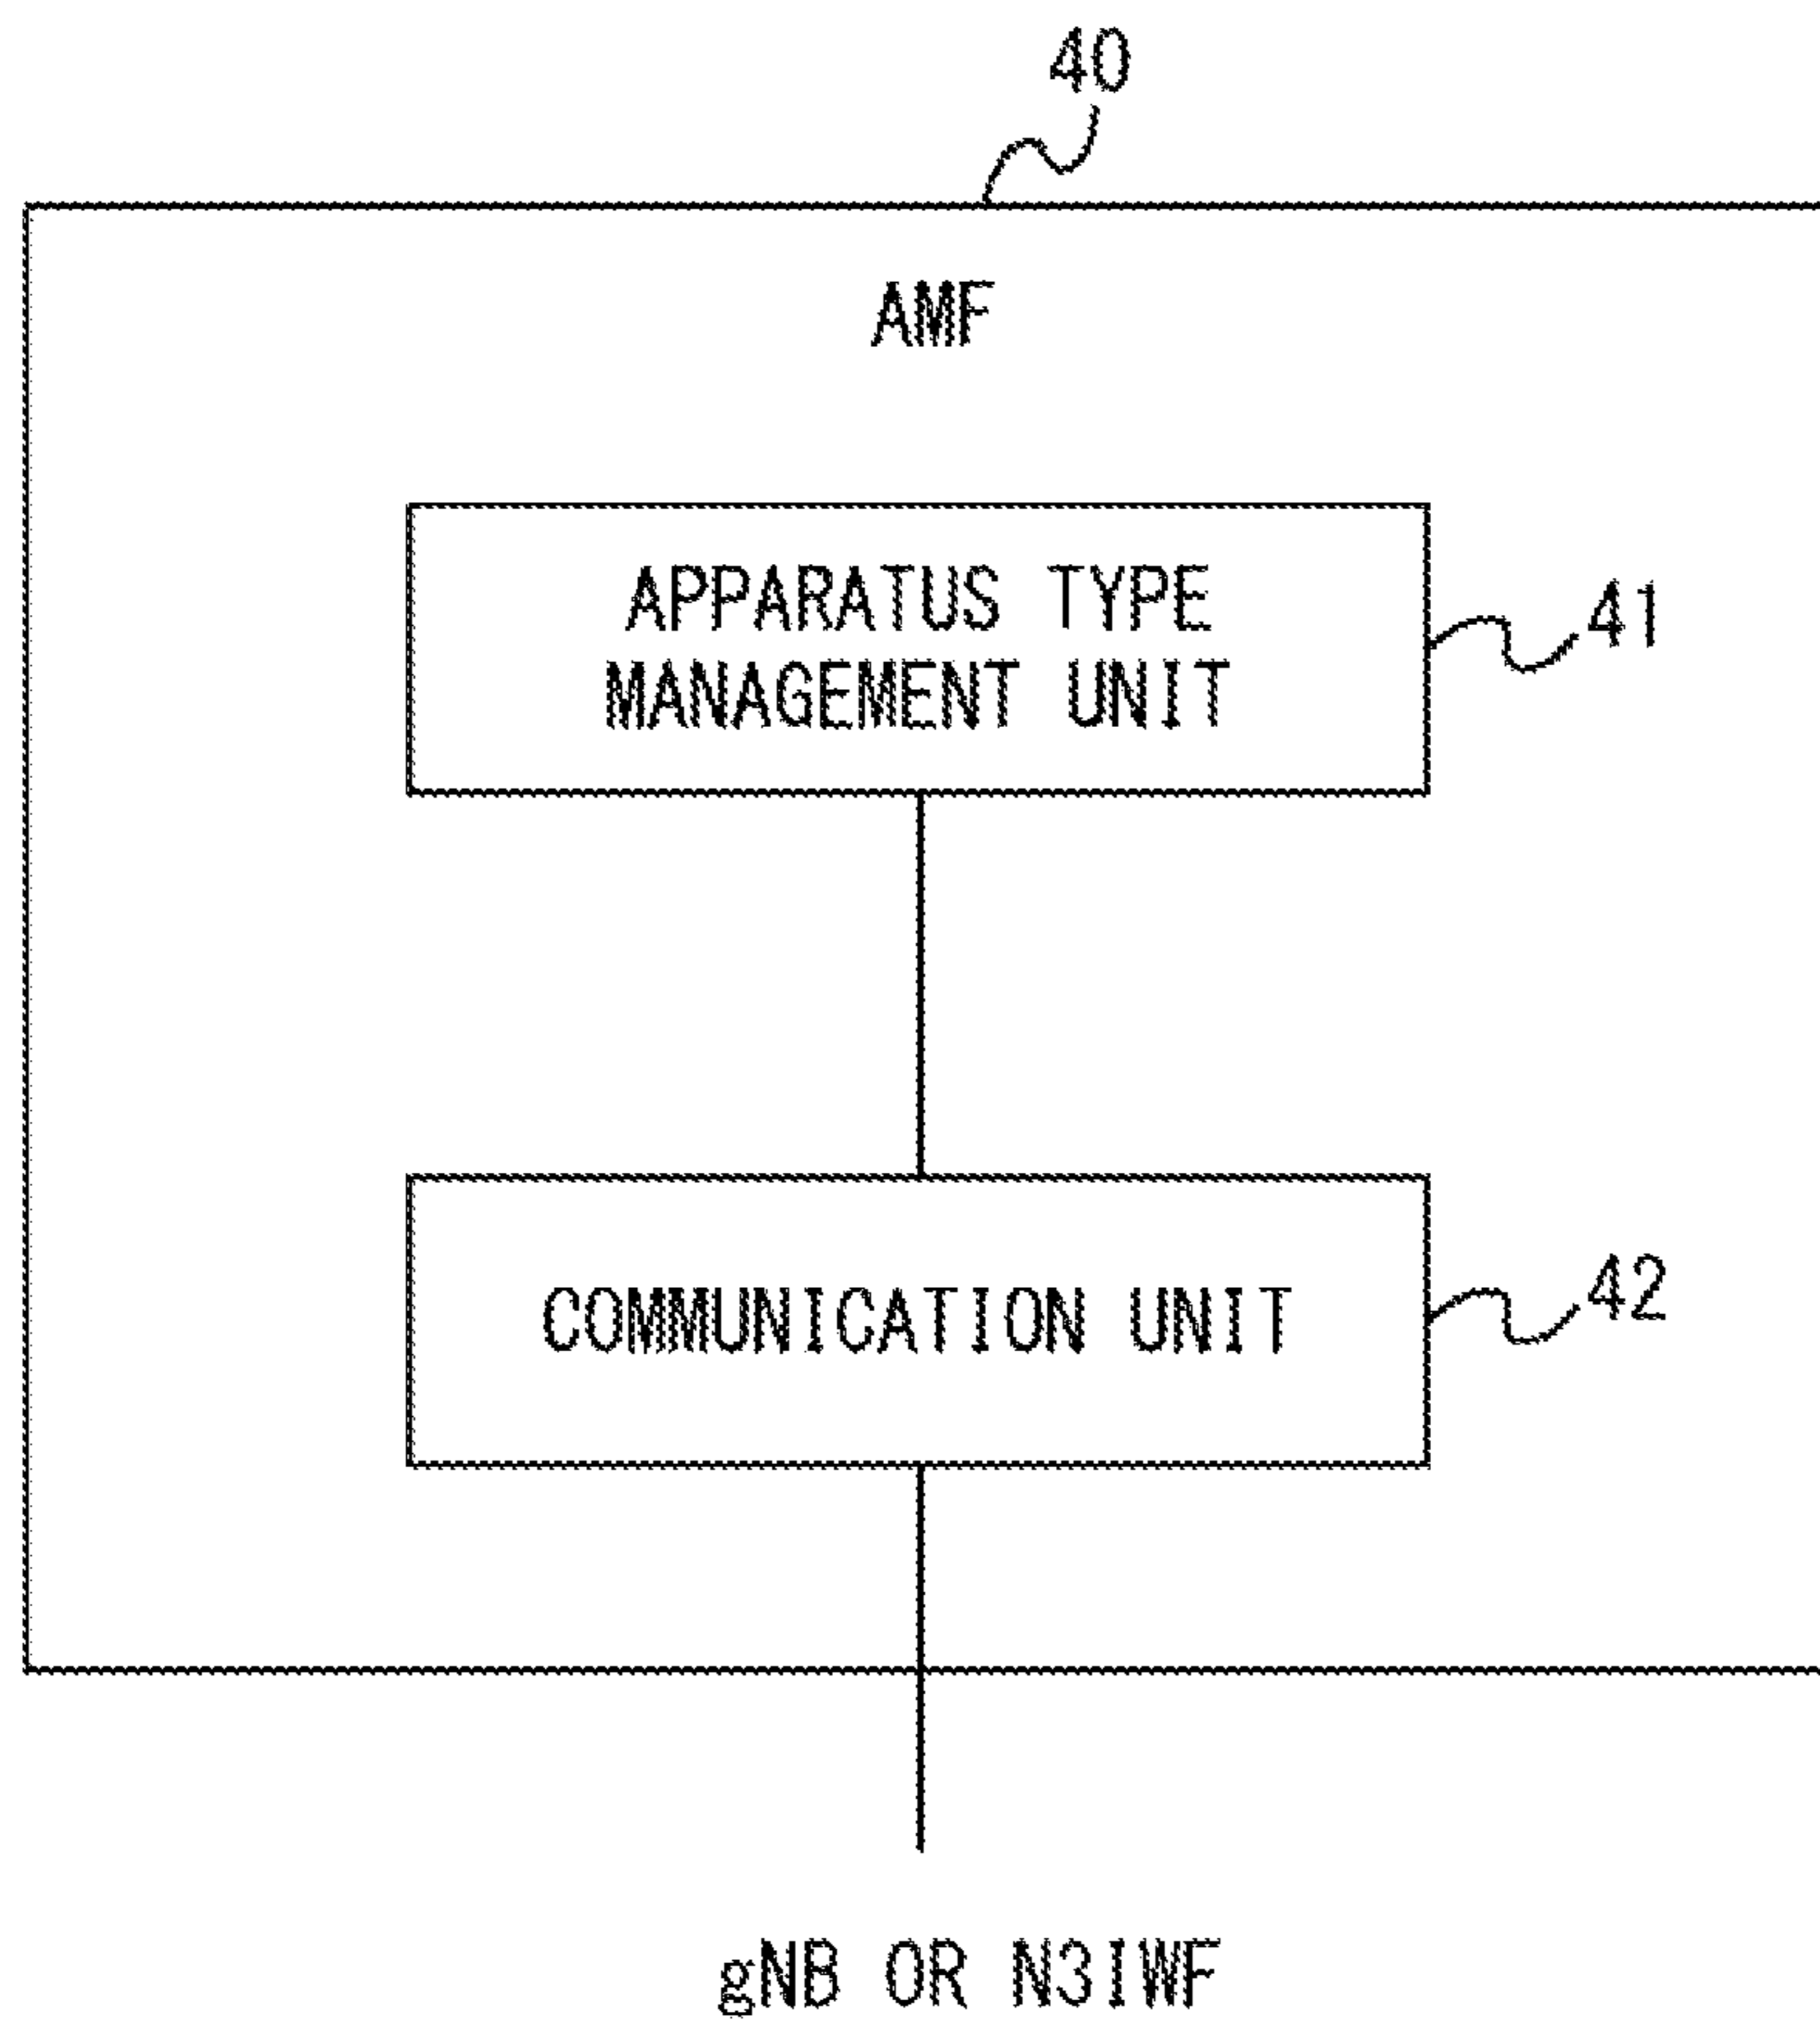 40
AMF
APPARATUS TYPE
MANAGEMENT UNIT
41
COMMUNICATION UNIT
42
gNB OR N3IWF